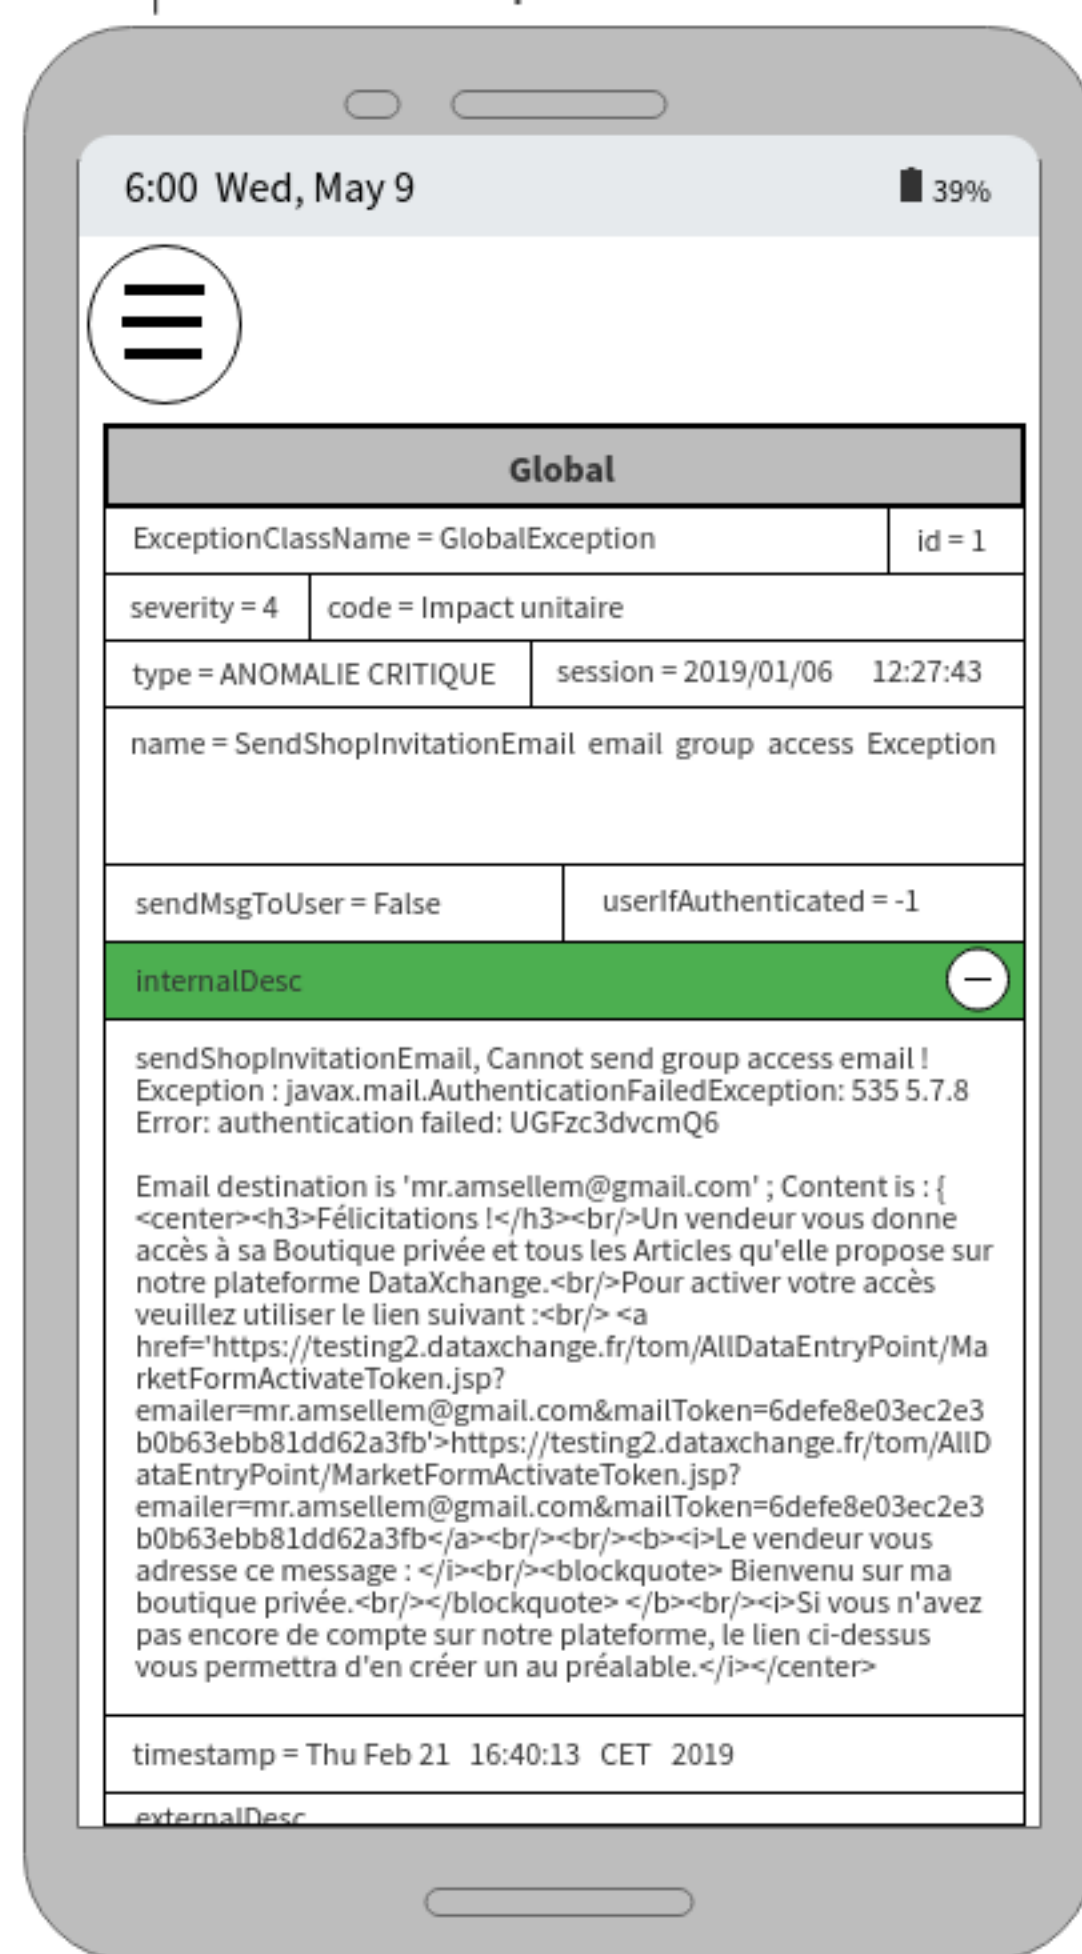 6:00 Wed, May 9 39%
Global
ExceptionClassName = GlobalException id = 1
severity = 4 code = Impact unitaire
type = ANOMALIE CRITIQUE session = 2019/01/06 12:27:43
name = SendShopInvitationEmail email group access Exception
sendMsgToUser = False userIfAuthenticated = -1
internalDesc
sendShopInvitationEmail, Cannot send group access email !
Exception : javax.mail.AuthenticationFailedException: 535 5.7.8
Error: authentication failed: UGFzc3dvcmQ6
Email destination is 'mr.amsellem@gmail.com' ; Content is : {
<center><h3>Félicitations !</h3><br/>Un vendeur vous donne
accès à sa Boutique privée et tous les Articles qu'elle propose sur
notre plateforme DataXchange.<br/>Pour activer votre accès
veuillez utiliser le lien suivant :<br/> <a
href='https://testing2.dataxchange.fr/tom/AllDataEntryPoint/Ma
rketFormActivateToken.jsp?
emailer=mr.amsellem@gmail.com&mailToken=6defe8e03ec2e3
b0b63ebb81dd62a3fb'>https://testing2.dataxchange.fr/tom/AllD
ataEntryPoint/MarketFormActivateToken.jsp?
emailer=mr.amsellem@gmail.com&mailToken=6defe8e03ec2e3
b0b63ebb81dd62a3fb</a><br/><br/><b><i>Le vendeur vous
adresse ce message : </i><br/><blockquote> Bienvenu sur ma
boutique privée.<br/></blockquote> </b><br/><i>Si vous n'avez
pas encore de compte sur notre plateforme, le lien ci-dessus
vous permettra d'en créer un au préalable.</i></center>
timestamp = Thu Feb 21 16:40:13 CET 2019
externalDesc